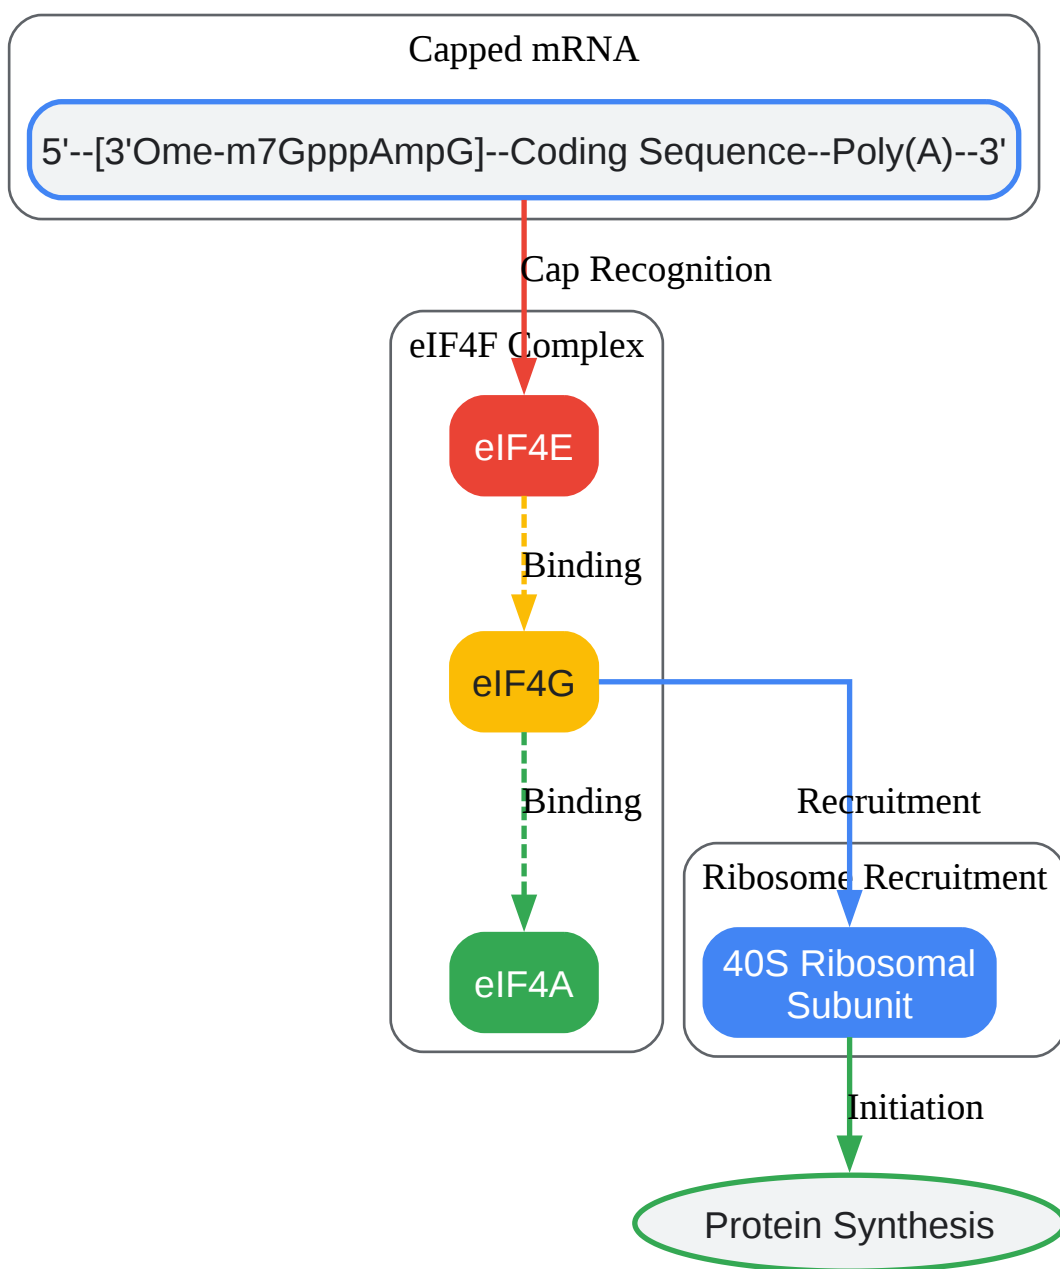 Capped mRNA
5'--[3'Ome-m7GpppAmpG]--Coding Sequence--Poly(A)--3'
Cap Recognition
eIF4F Complex
eIF4E
Binding
eIF4G
Binding
Recruitment
Ribosome Recruitment
eIF4A
40S Ribosomal
Subunit
Initiation
Protein Synthesis